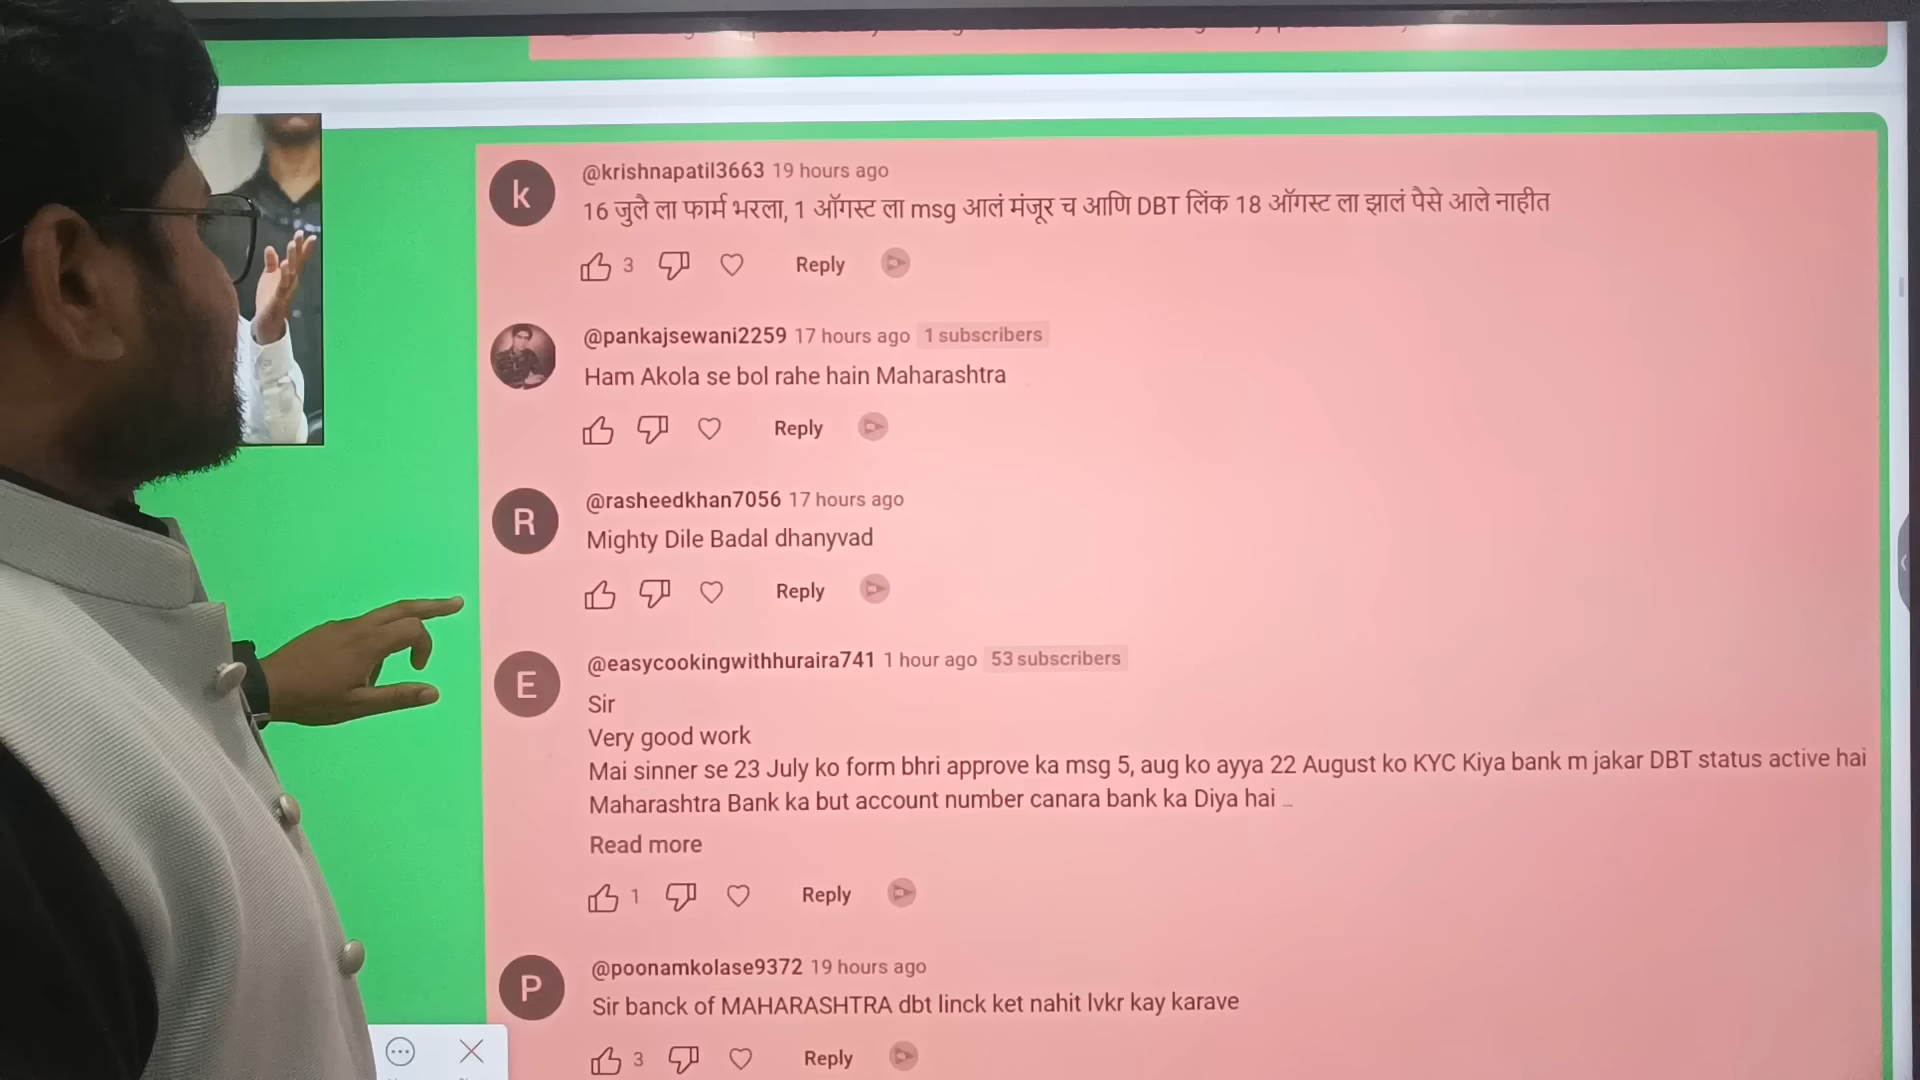 k
@krishnapatil3663 19 hours ago
16 जुलै ला फार्म भरला, 1 ऑगस्ट ला msg आलं मंजूर च आणि DBT लिंक 18 ऑगस्ट ला झालं पैसे आले नाहीत
3 Reply
@pankajsewani2259 17 hours ago 1 subscribers
Ham Akola se bol rahe hain Maharashtra
Reply
R
@rasheedkhan7056 17 hours ago
Mighty Dile Badal dhanyvad
Reply
E
@easycookingwithhuraira741 1 hour ago 53 subscribers
Sir
Very good work
Mai sinner se 23 July ko form bhri approve ka msg 5, aug ko ayya 22 August ko KYC Kiya bank m jakar DBT status active hai
Maharashtra Bank ka but account number canara bank ka Diya hai ...
Read more
1 Reply
P
@poonamkolase9372 19 hours ago
Sir banck of MAHARASHTRA dbt linck ket nahit lvkr kay karave
3 Reply